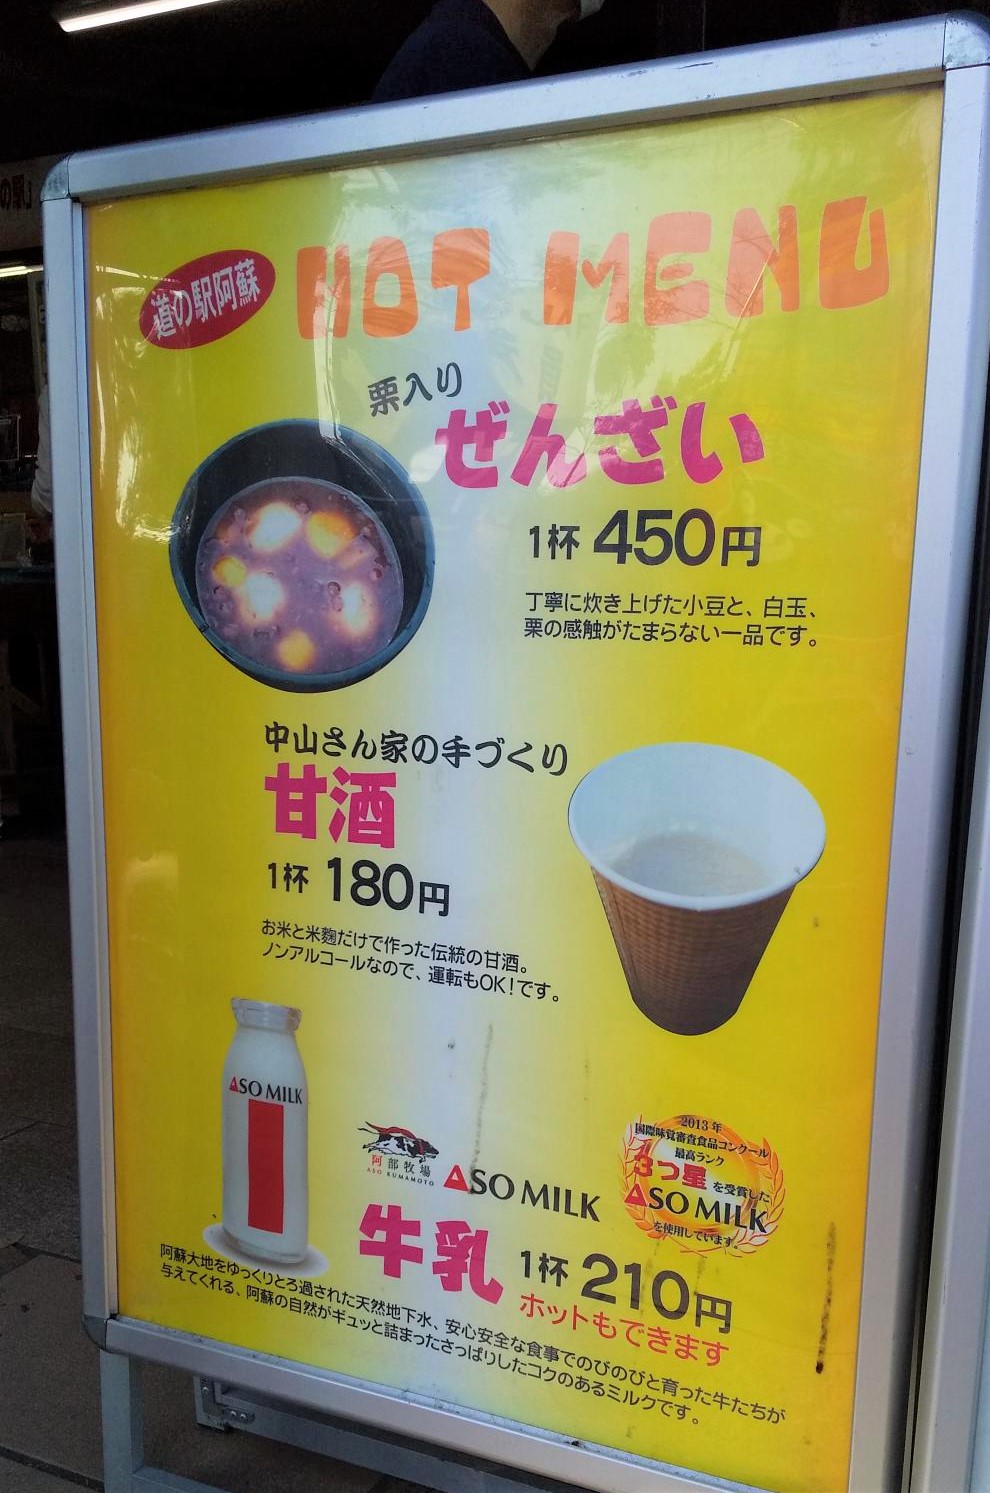 道の駅阿蘇
HOT MENU
栗入り
ぜんざい
1杯 450円
丁寧に炊き上げた小豆と、白玉、
栗の感触がたまらない一品です。
中山さん家の手づくり
甘酒
1杯 180円
お米と米麹だけで作った伝統の甘酒。
ノンアルコールなので、運転もOK!です。
ASO MILK
阿部牧場
ASO KUMAMOTO
ASO MILK
2013年
国際味覚審査食品コンクール
最高ランク
3つ星を受賞した
ASO MILK
を使用しています。
牛乳
1杯 210円
ホットもできます
阿蘇大地をゆっくりとろ過された天然地下水、安心安全な食事でのびのびと育った牛たちが
与えてくれる、阿蘇の自然がギュッと詰まったさっぱりしたコクのあるミルクです。